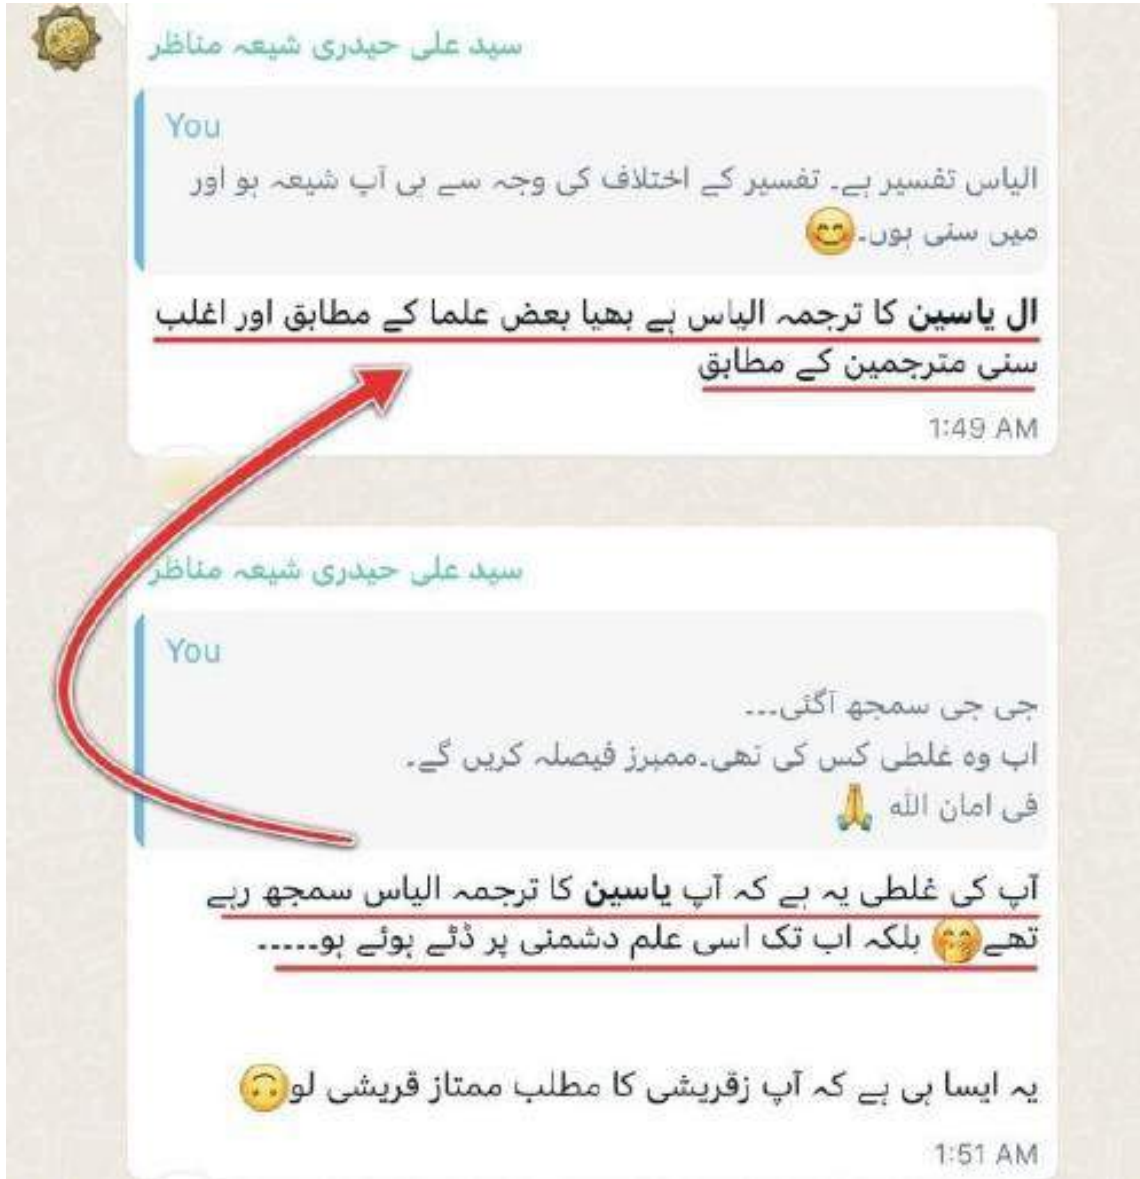 سید علی حیدری شیعہ مناظر
You
الیاس تفسیر ہے۔ تفسیر کے اختلاف کی وجہ سے ہی آپ شیعہ ہو اور
میں سنی ہوں۔😋
ال یاسین کا ترجمہ الیاس ہے بھیا بعض علما کے مطابق اور اغلب
سنی مترجمین کے مطابق
1:49 AM
سید علی حیدری شیعہ مناظر
You
جی جی سمجھ آگئی...
اب وہ غلطی کس کی تھی۔ممبرز فیصلہ کریں گے۔
فی امان اللہ 🙏
آپ کی غلطی یہ ہے کہ آپ یاسین کا ترجمہ الیاس سمجھ رہے
تھے🤭 بلکہ اب تک اسی علم دشمنی پر ڈٹے ہوئے ہو.....
یہ ایسا ہی ہے کہ آپ زقریشی کا مطلب ممتاز قریشی لو🙃
1:51 AM